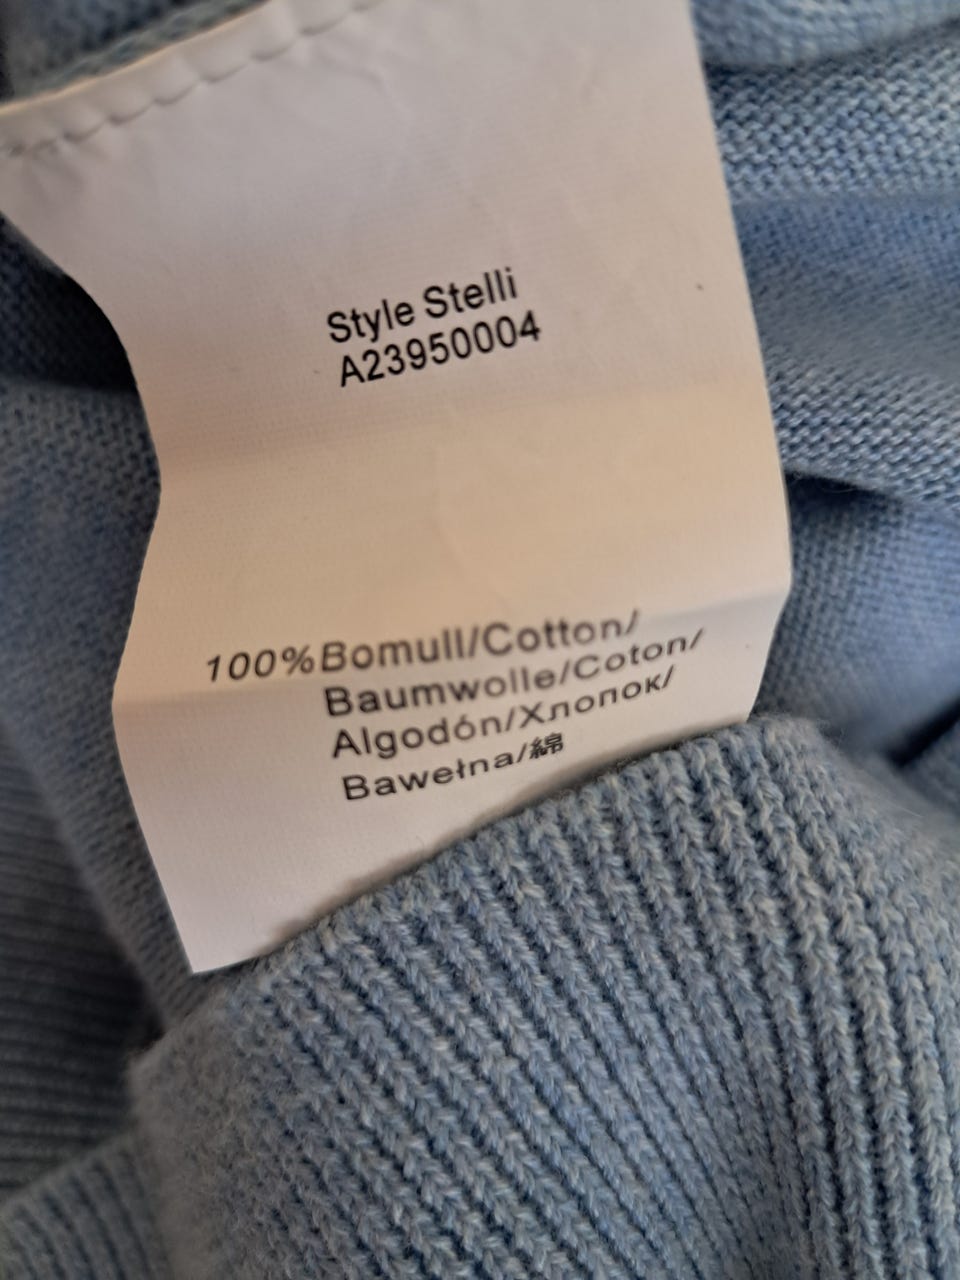 Style Stelli
A23950004
100%Bomull/Cotton/
Baumwolle/Coton/
Algodón/Хлопок/
Bawełna/綿